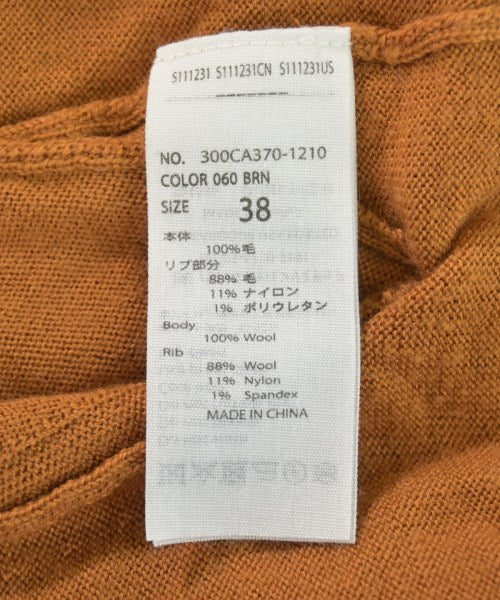 S111231 S111231CN S111231US
NO. 300CA370-1210
COLOR 060 BRN
SIZE 38
本体
100% 毛
リブ部分
88% 毛
11% ナイロン
1% ポリウレタン
Body
100% Wool
Rib
88% Wool
11% Nylon
1% Spandex
MADE IN CHINA